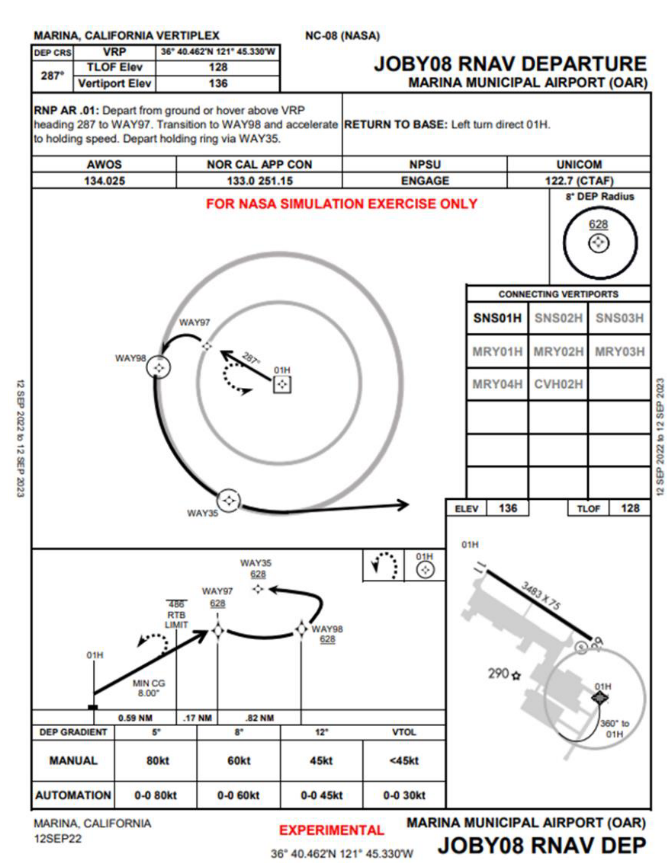 MARINA, CALIFORNIA VERTIPLEX NC-08 (NASA)
DEP CRS VRP 36° 40.462'N 121° 45.330'W
287° TLOF Elev 128
Vertiport Elev 136
JOBY08 RNAV DEPARTURE
MARINA MUNICIPAL AIRPORT (OAR)
RNP AR .01: Depart from ground or hover above VRP
heading 287 to WAY97. Transition to WAY98 and accelerate
to holding speed. Depart holding ring via WAY35.
RETURN TO BASE: Left turn direct 01H.
AWOS NOR CAL APP CON NPSU UNICOM
134.025 133.0 251.15 ENGAGE 122.7 (CTAF)
FOR NASA SIMULATION EXERCISE ONLY
8° DEP Radius
628
CONNECTING VERTIPORTS
SNS01H SNS02H SNS03H
MRY01H MRY02H MRY03H
MRY04H CVH02H
WAY97
WAY98
287°
01H
WAY35
12 SEP 2022 to 12 SEP 2023
12 SEP 2022 to 12 SEP 2023
ELEV 136 TLOF 128
01H
3483 X 75
290
01H
360° to
01H
01H
WAY35
628
WAY97
628
486
RTB
LIMIT
WAY98
628
01H
MIN CG
8.00°
0.59 NM .17 NM .82 NM
DEP GRADIENT 5° 8° 12° VTOL
MANUAL 80kt 60kt 45kt <45kt
AUTOMATION 0-0 80kt 0-0 60kt 0-0 45kt 0-0 30kt
MARINA, CALIFORNIA
12SEP22
EXPERIMENTAL
36° 40.462'N 121° 45.330'W
MARINA MUNICIPAL AIRPORT (OAR)
JOBY08 RNAV DEP